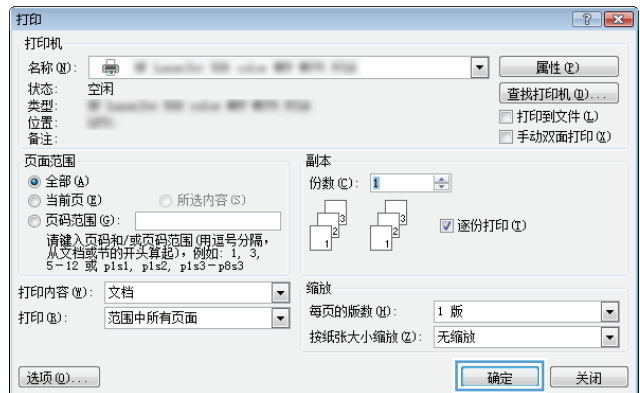 打印
打印机
名称(N):
属性(P)
状态: 空闲
查找打印机(D)...
类型:
位置:
打印到文件(L)
备注:
手动双面打印(X)
页面范围
副本
全部(A)
份数(C): 1
当前页(E) 所选内容(S)
页码范围(G):
逐份打印(T)
请键入页码和/或页码范围(用逗号分隔,
从文档或节的开头算起),例如: 1, 3,
5-12 或 p1s1, p1s2, p1s3-p8s3
1 2 3
1 2 3
打印内容(W): 文档
缩放
打印(R): 范围中所有页面
每页的版数(H): 1 版
按纸张大小缩放(Z): 无缩放
选项(O)...
确定
关闭